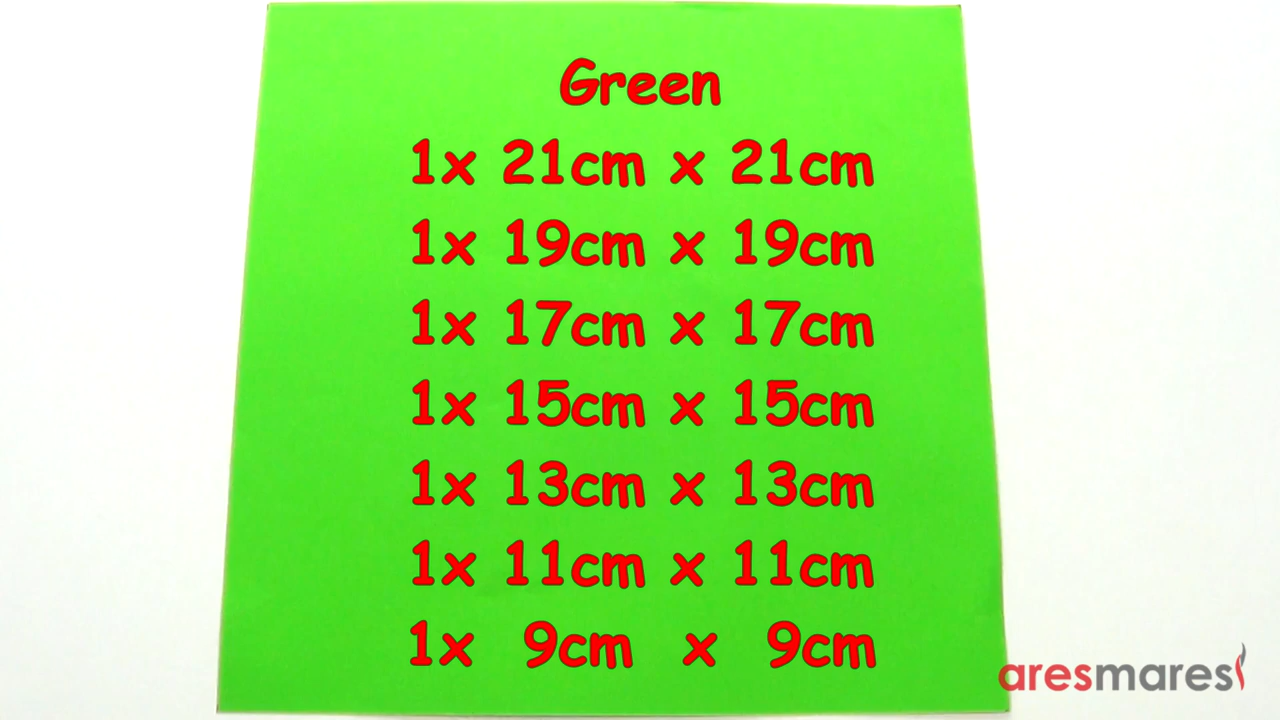 Green
1x 21cm x 21cm
1x 19cm x 19cm
1x 17cm x 17cm
1x 15cm x 15cm
1x 13cm x 13cm
1x 11cm x 11cm
1x 9cm x 9cm
aresmares